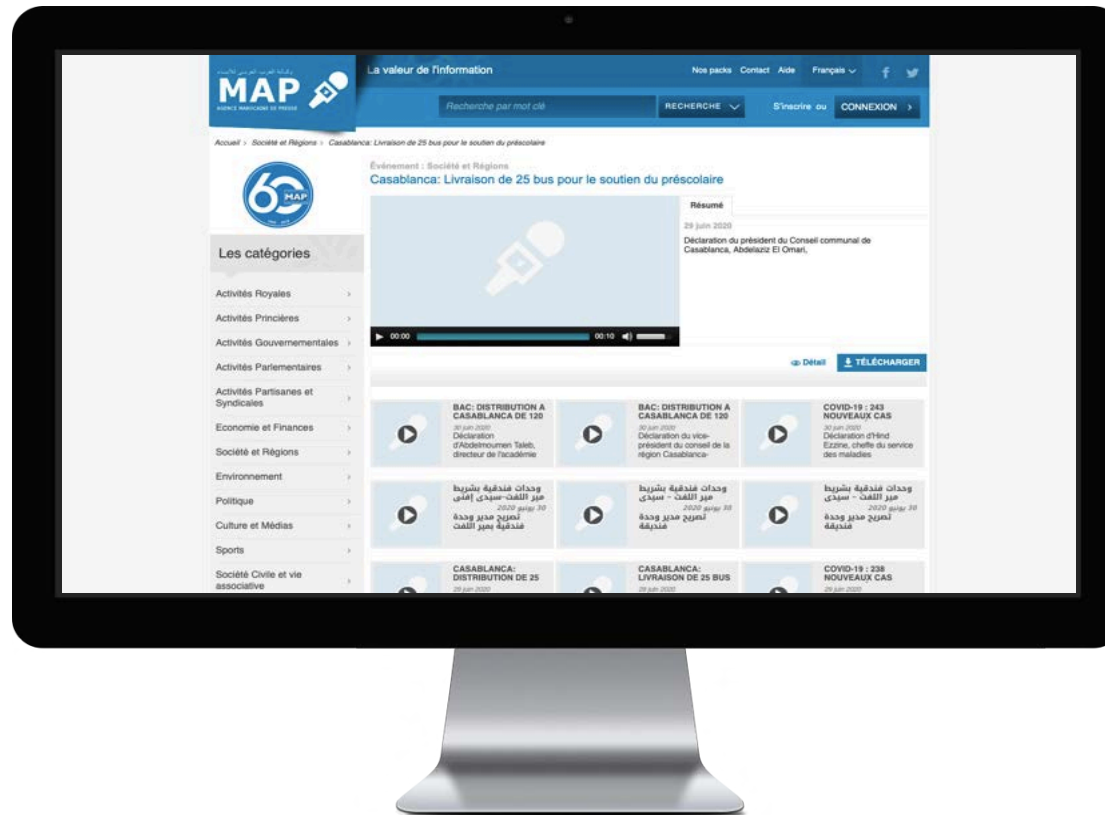 La valeur de l'information
Nos packs Contact Aide Français
MAP
AGENCE MAROCAINE DE PRESSE
Recherche par mot clé
RECHERCHE
S'inscrire ou CONNEXION >
Accueil > Société et Régions > Casablanca: Livraison de 25 bus pour le soutien du préscolaire
60 MAP
Événement : Société et Régions
Casablanca: Livraison de 25 bus pour le soutien du préscolaire
Résumé
29 juin 2020
Déclaration du président du Conseil communal de
Casablanca, Abdelaziz El Omari,
00:00
00:10
Détail
TÉLÉCHARGER
Les catégories
Activités Royales
Activités Princières
Activités Gouvernementales
Activités Parlementaires
Activités Partisanes et
Syndicales
Economie et Finances
Société et Régions
Environnement
Politique
Culture et Médias
Sports
Société Civile et vie
associative
BAC: DISTRIBUTION A
CASABLANCA DE 120
30 juin 2020
Déclaration
d'Abdelmoumen Taleb,
directeur de l'académie
BAC: DISTRIBUTION A
CASABLANCA DE 120
30 juin 2020
Déclaration du vice-
président du conseil de la
région Casablanca-
COVID-19 : 243
NOUVEAUX CAS
30 juin 2020
Déclaration d'Hind
Ezzine, cheffe du service
des maladies
وحدات فندقية بشريط
مير اللفت-سيدي إفني
30 يونيو 2020
تصريح مدير وحدة
فندقية بمير اللفت
وحدات فندقية بشريط
مير اللفت - سيدي
30 يونيو 2020
تصريح مدير وحدة
فنديقة
وحدات فندقية بشريط
مير اللفت - سيدي
30 يونيو 2020
تصريح مدير وحدة
فنديقة
CASABLANCA:
DISTRIBUTION DE 25
29 juin 2020
CASABLANCA:
LIVRAISON DE 25 BUS
29 juin 2020
COVID-19 : 238
NOUVEAUX CAS
29 juin 2020